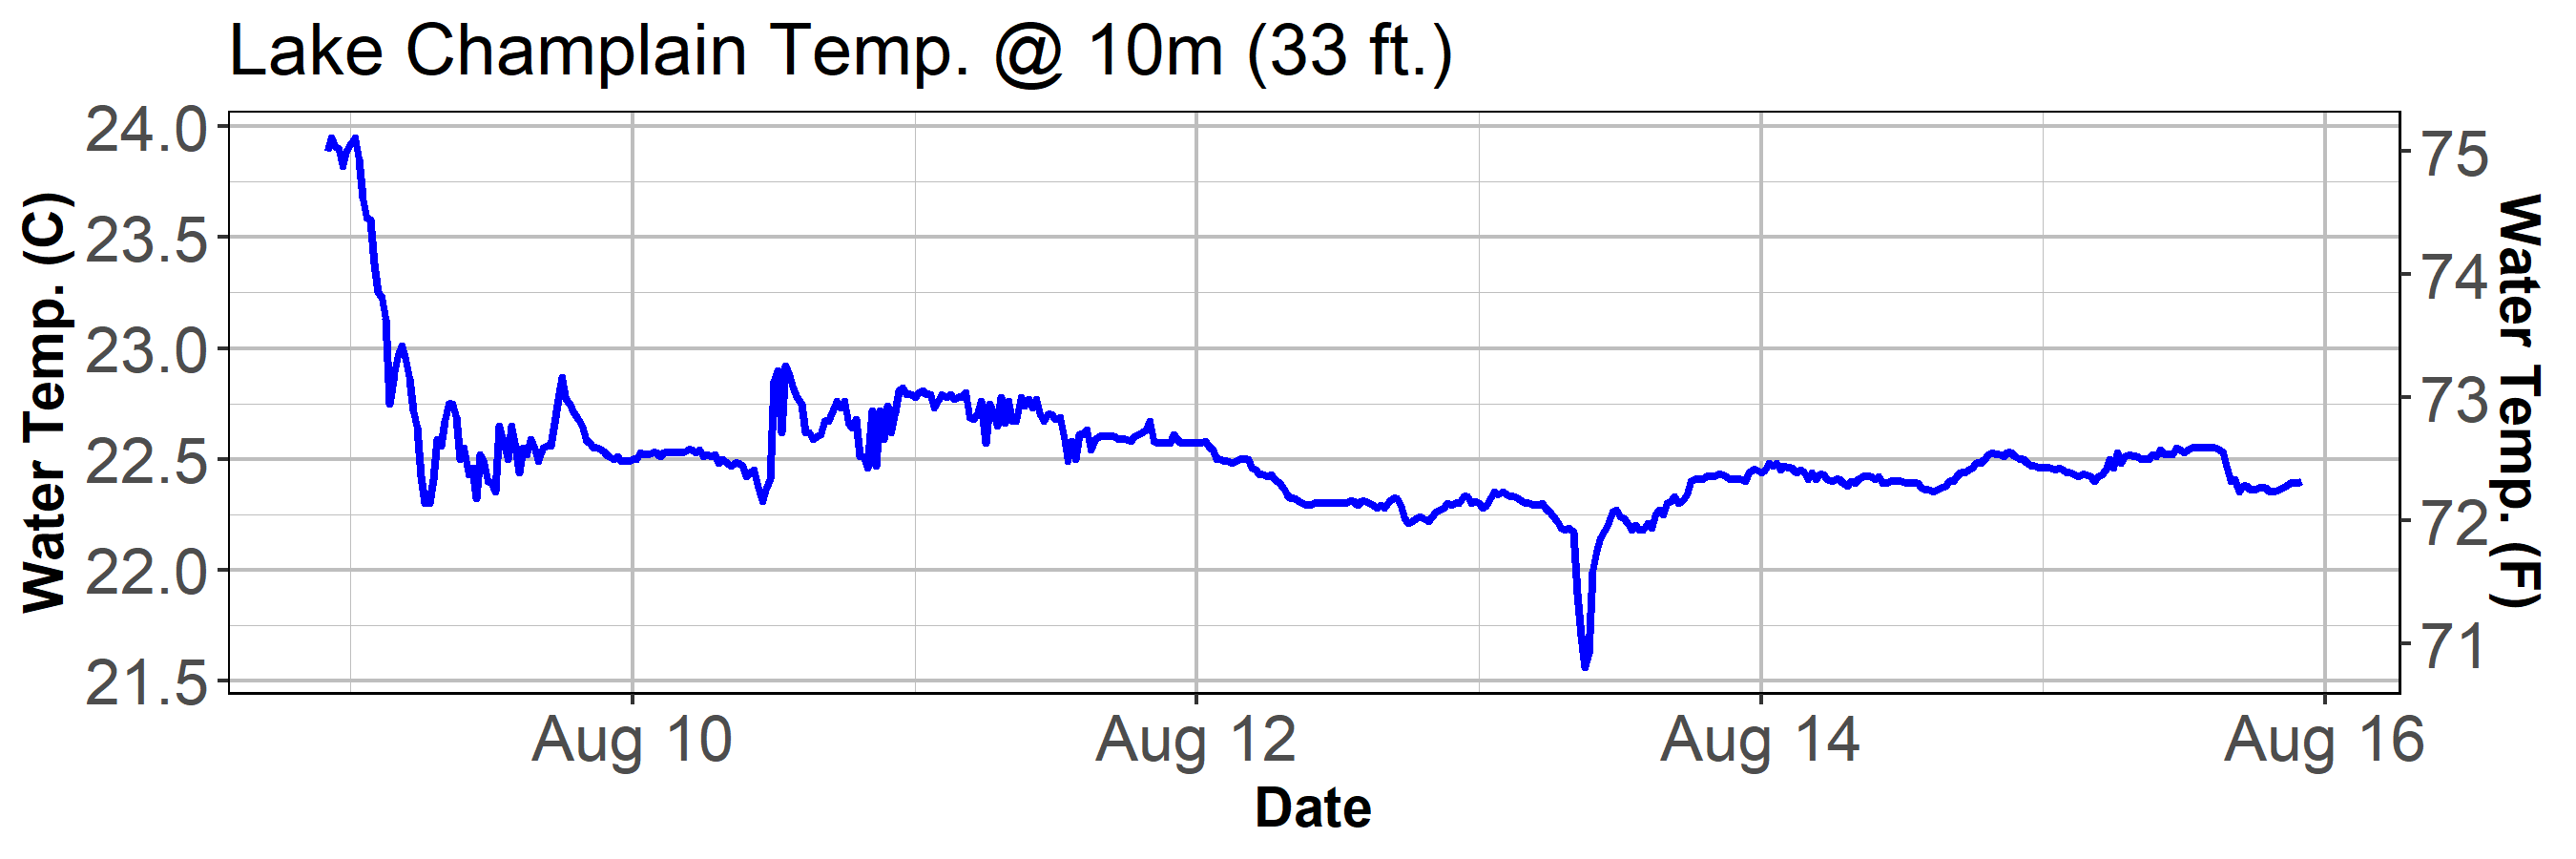 Lake Champlain Temp. @ 10m (33 ft.)
Water Temp. (C)
24.0
23.5
23.0
22.5
22.0
21.5
75
74
73
72
71
Water Temp. (F)
Aug 10
Aug 12
Aug 14
Aug 16
Date